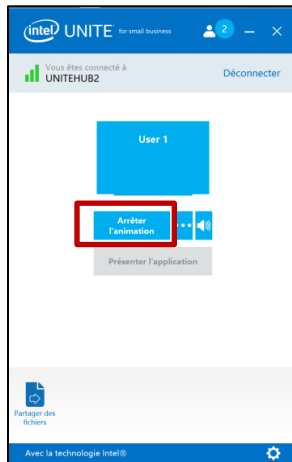 intel UNITE for small business 2
Vous êtes connecté à
UNITEHUB2
Déconnecter
User 1
Arrêter
l'animation
Présenter l'application
Partager des
fichiers
Avec la technologie Intel®